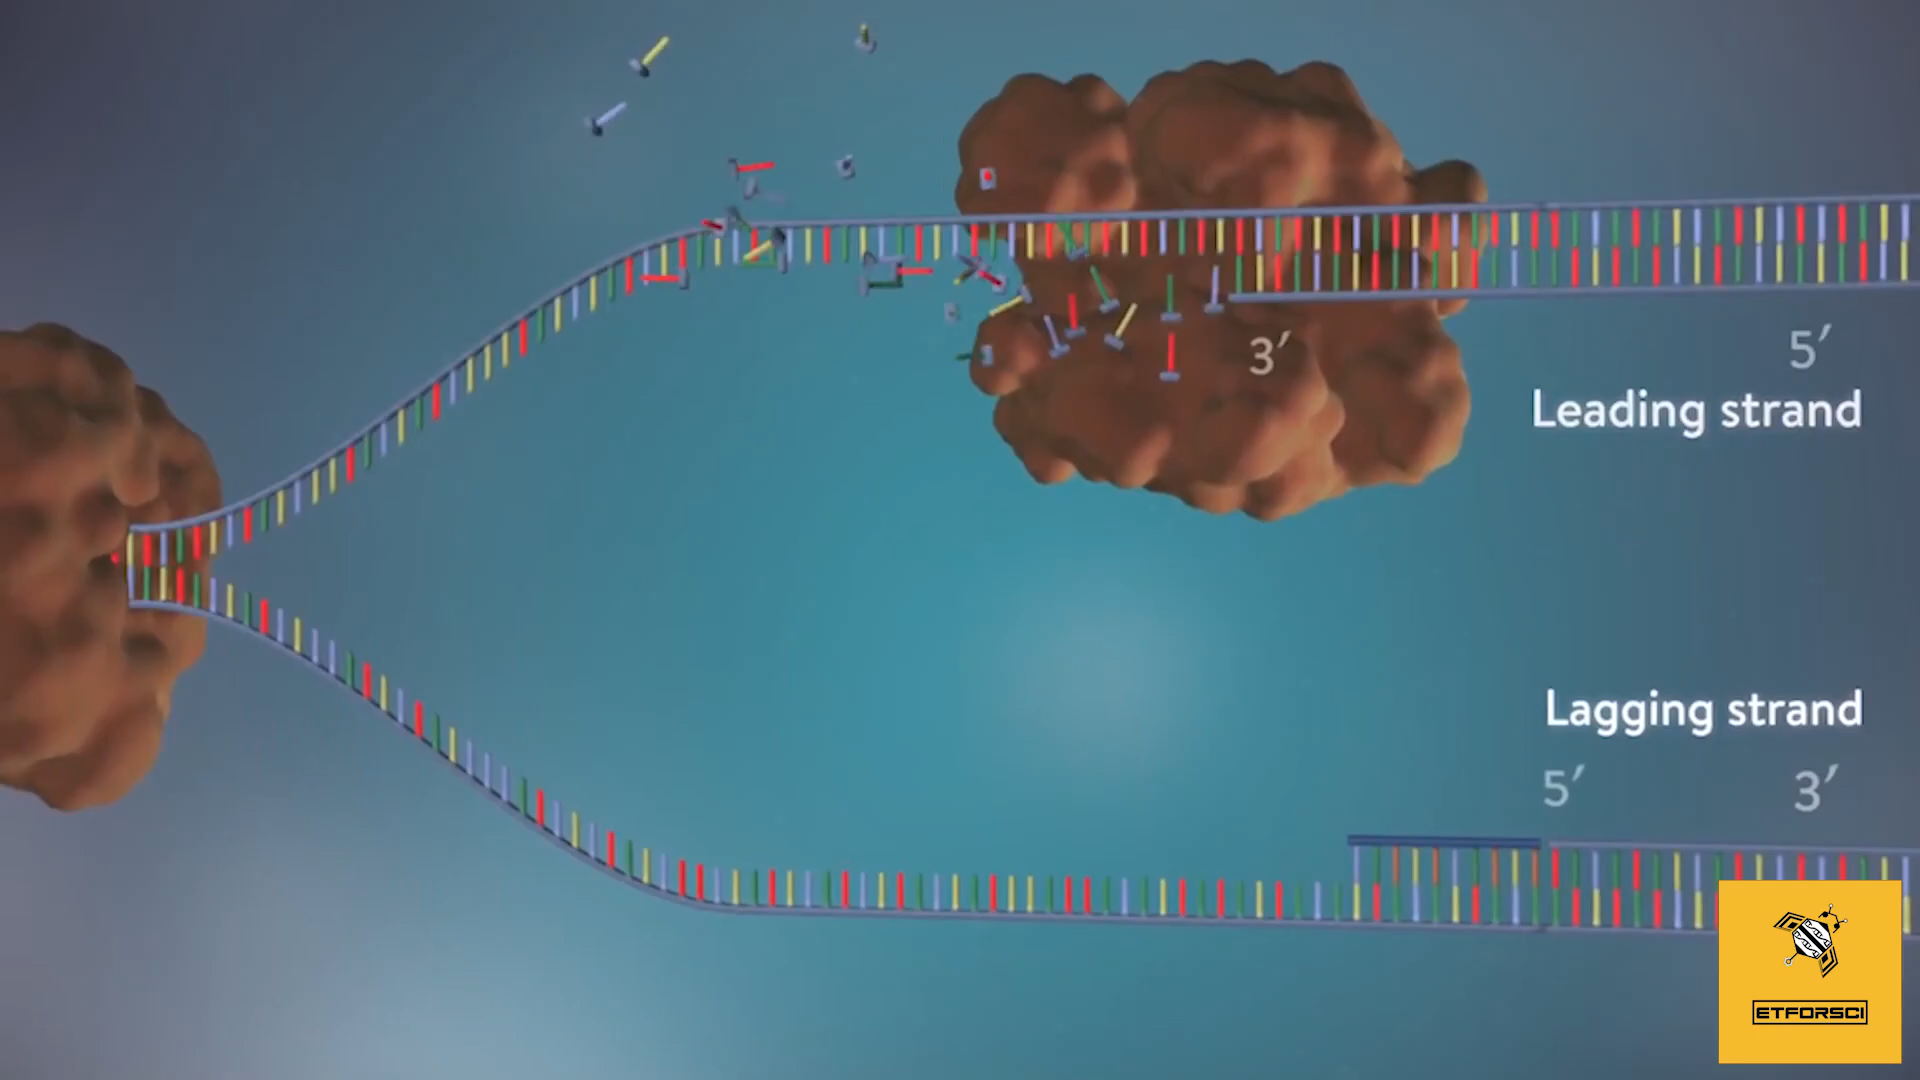 3′
5′
Leading strand
Lagging strand
5′
3′
ETFORSCI